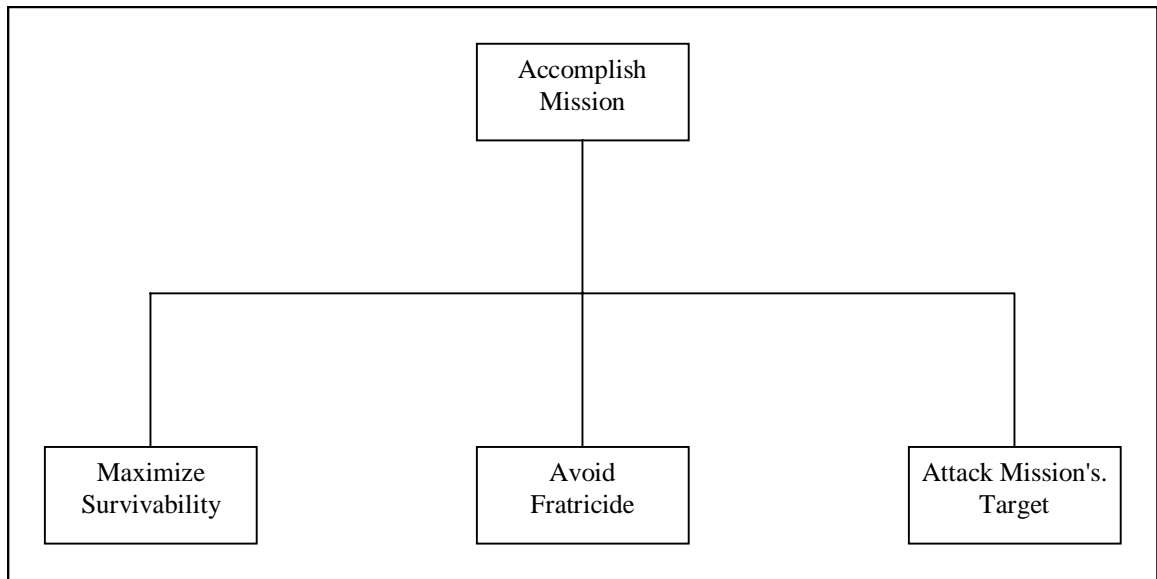 Accomplish
Mission
Maximize
Survivability
Avoid
Fratricide
Attack Mission's.
Target